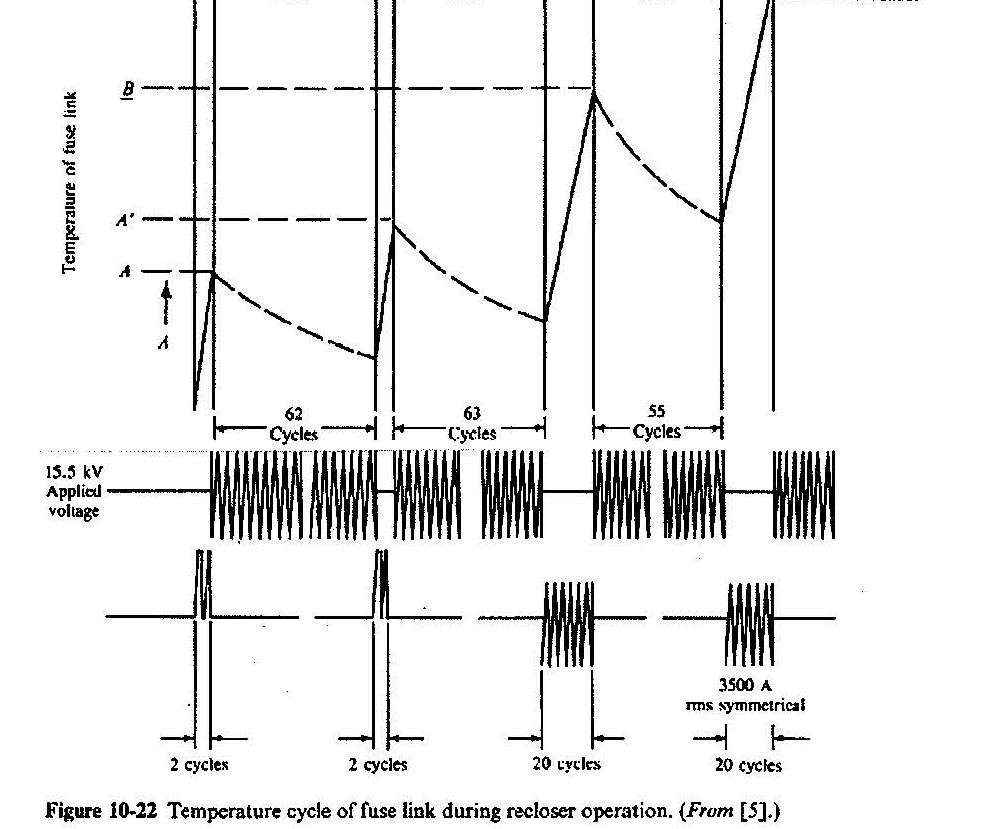 B
Temperature of fuse link
A'
A
A
62
Cycles
63
Cycles
55
Cycles
15.5 kV
Applied
voltage
3500 A
rms symmetrical
2 cycles
2 cycles
20 cycles
20 cycles
Figure 10-22 Temperature cycle of fuse link during recloser operation. (From [5].)